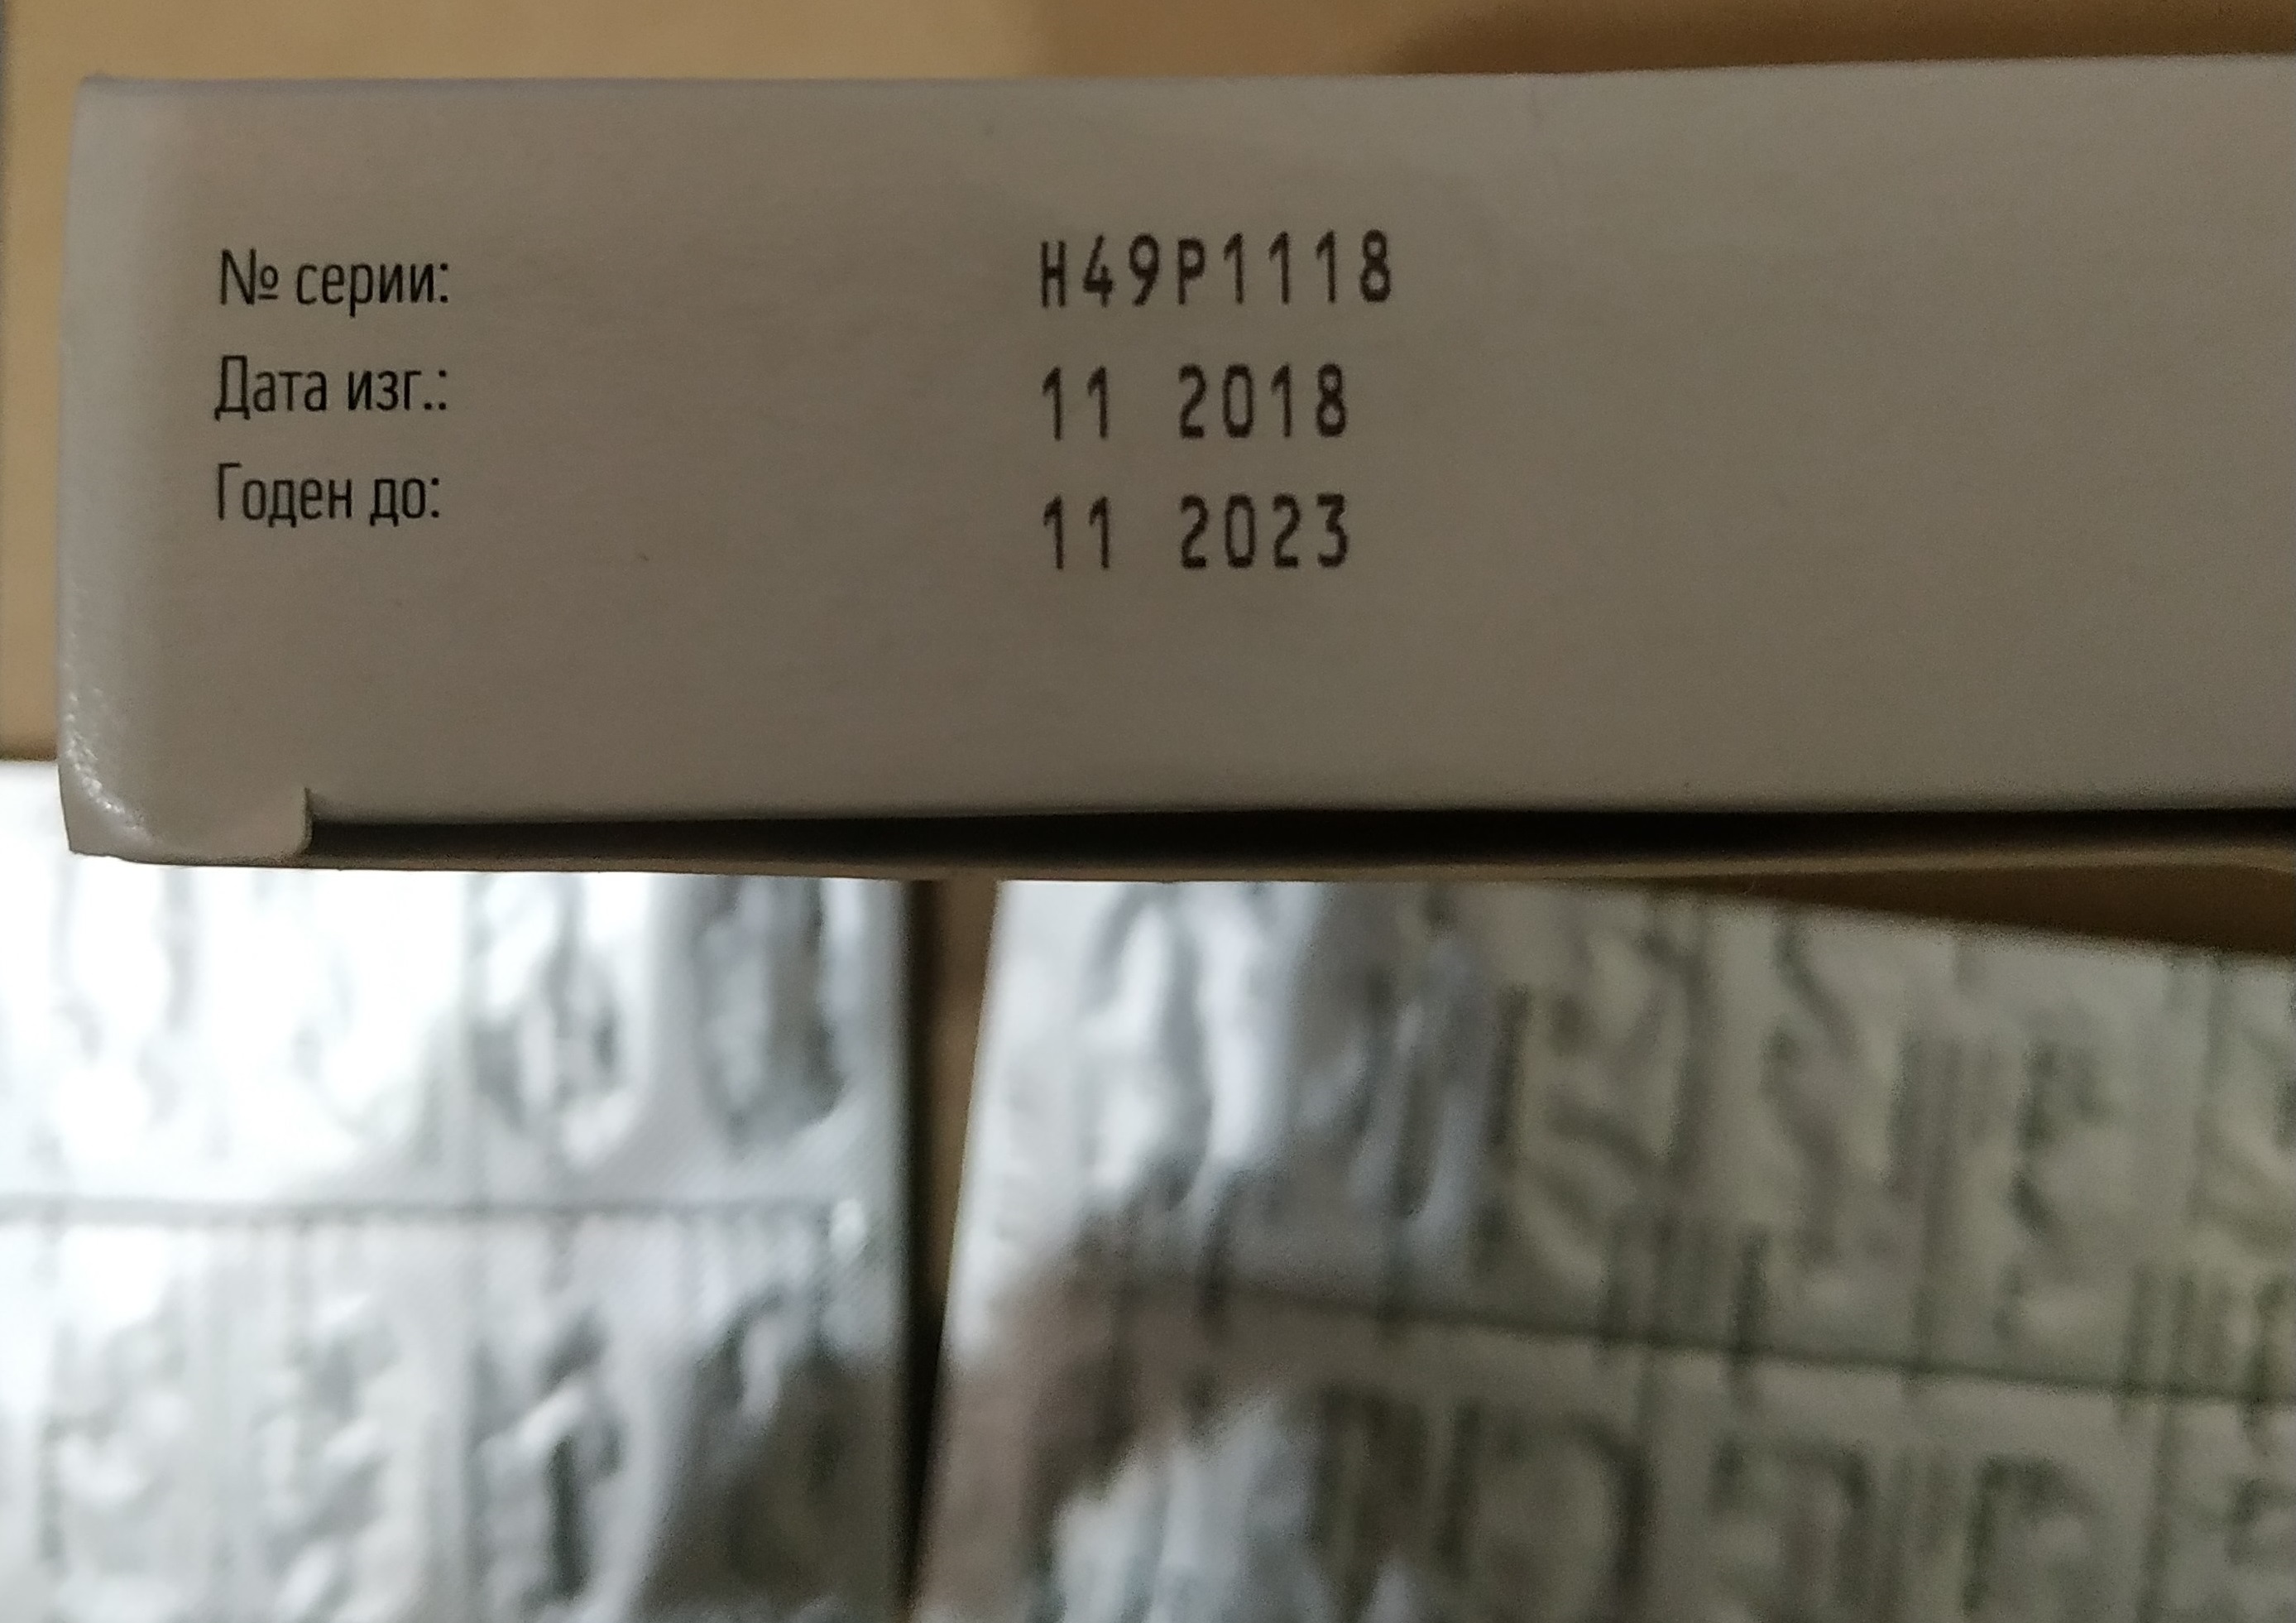 № серии: H49P1118
Дата изг.: 11 2018
Годен до: 11 2023